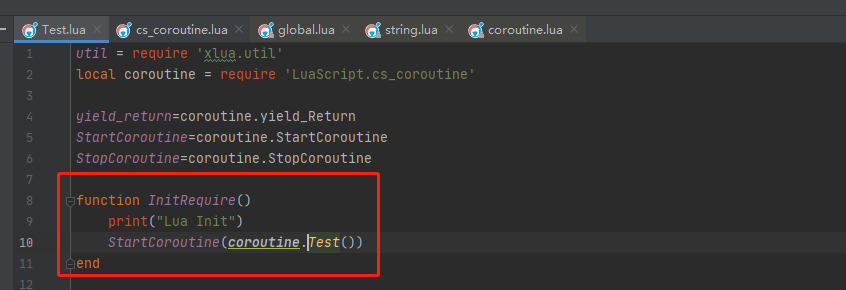 Test.lua cs_coroutine.lua global.lua string.lua coroutine.lua
1 util = require 'xlua.util'
2 local coroutine = require 'LuaScript.cs_coroutine'
3
4 yield_return=coroutine.yield_Return
5 StartCoroutine=coroutine.StartCoroutine
6 StopCoroutine=coroutine.StopCoroutine
7
8 function InitRequire()
9 print("Lua Init")
10 StartCoroutine(coroutine.Test())
11 end
12